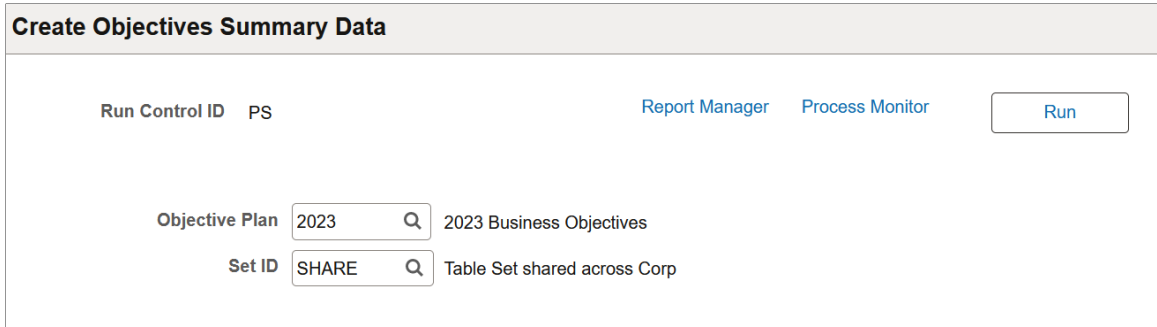 Create Objectives Summary Data
Run Control ID PS Report Manager Process Monitor Run
Objective Plan 2023 2023 Business Objectives
Set ID SHARE Table Set shared across Corp